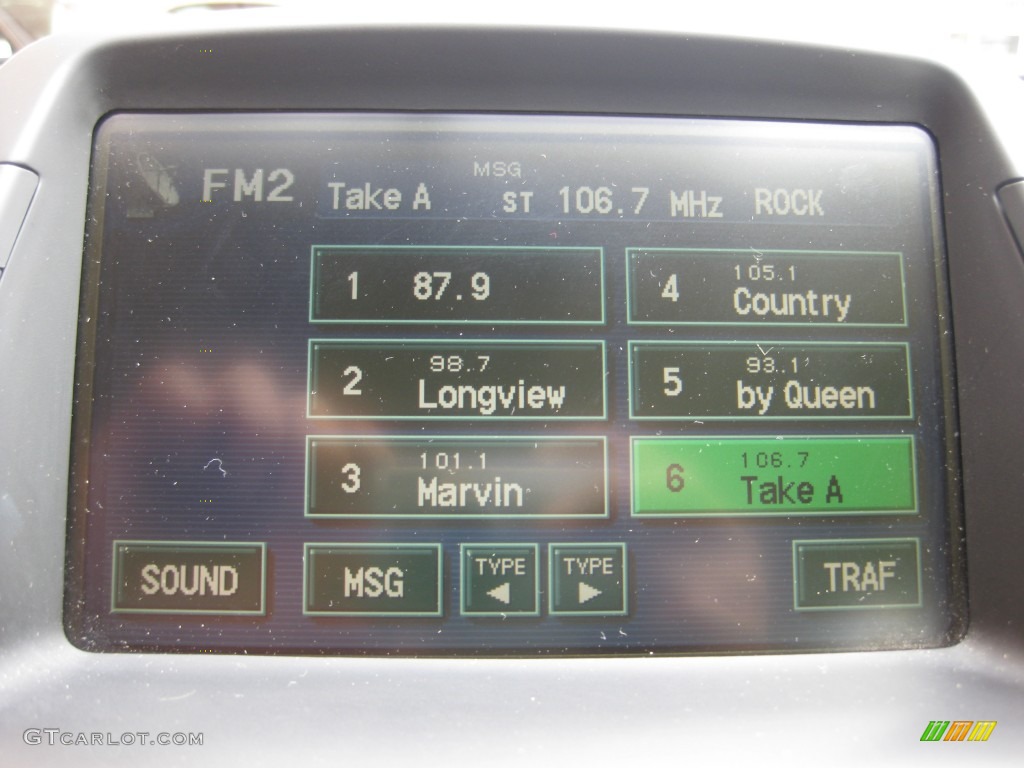 MSG
FM2 Take A ST 106.7 MHz ROCK
1 87.9
4 105.1 Country
2 98.7 Longview
5 93.1 by Queen
3 101.1 Marvin
6 106.7 Take A
SOUND MSG TYPE ◀ TYPE ▶ TRAF
GTCARLOT.COM